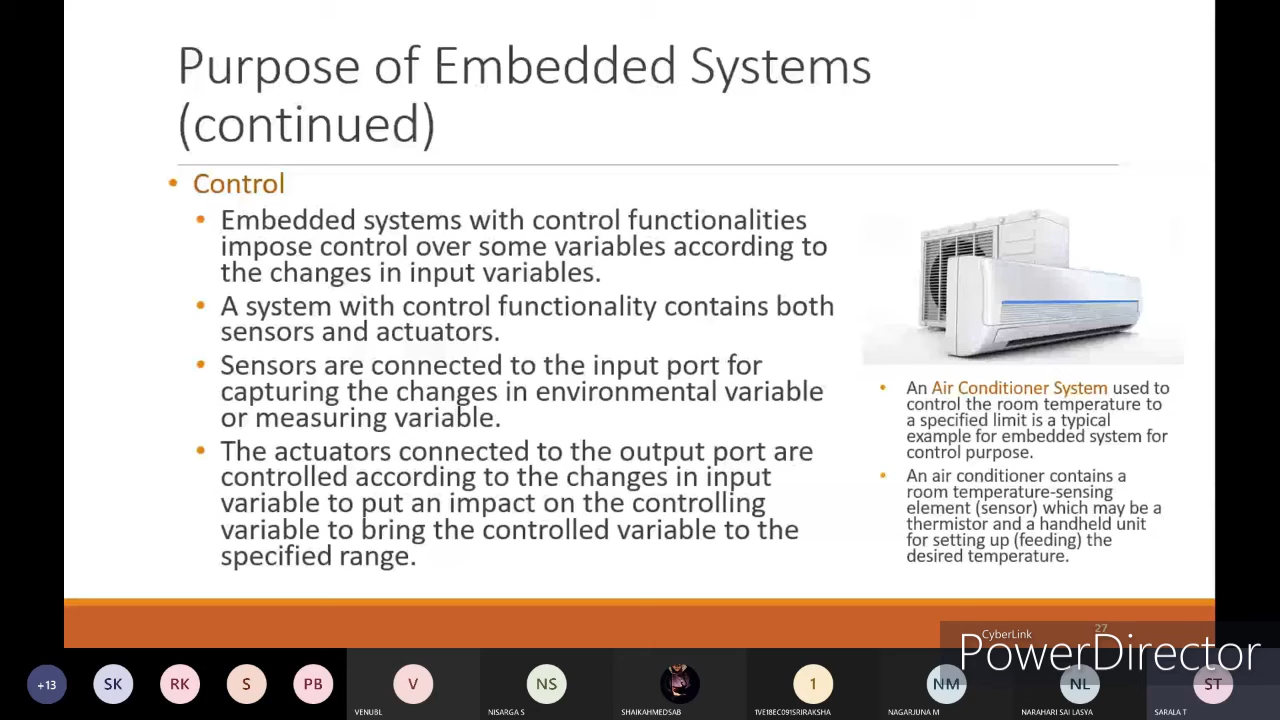 Purpose of Embedded Systems
(continued)
• Control
• Embedded systems with control functionalities
impose control over some variables according to
the changes in input variables.
• A system with control functionality contains both
sensors and actuators.
• Sensors are connected to the input port for
capturing the changes in environmental variable
or measuring variable.
• The actuators connected to the output port are
controlled according to the changes in input
variable to put an impact on the controlling
variable to bring the controlled variable to the
specified range.
• An Air Conditioner System used to
control the room temperature to
a specified limit is a typical
example for embedded system for
control purpose.
• An air conditioner contains a
room temperature-sensing
element (sensor) which may be a
thermistor and a handheld unit
for setting up (feeding) the
desired temperature.
27
CyberLink
PowerDirector
+13
SK
RK
S
PB
V
NS
1
NM
NL
ST
VENUBL
NISARGA S
SHAIKAHMEDSAB
1VE18EC091SRIRAKSHA
NAGARJUNA M
NARAHARI SAI LASYA
SARALA T